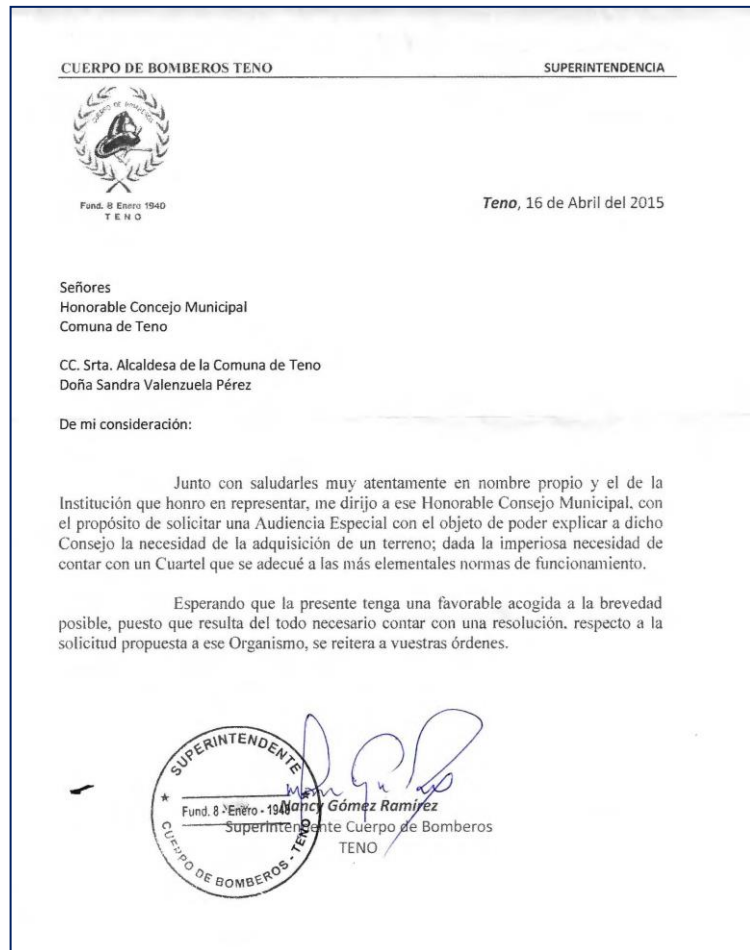 CUERPO DE BOMBEROS TENO SUPERINTENDENCIA
CUERPO DE BOMBEROS
Fund. 8 Enero 1940
TENO
Teno, 16 de Abril del 2015
Señores
Honorable Concejo Municipal
Comuna de Teno
CC. Srta. Alcaldesa de la Comuna de Teno
Doña Sandra Valenzuela Pérez
De mi consideración:
Junto con saludarles muy atentamente en nombre propio y el de la
Institución que honro en representar, me dirijo a ese Honorable Consejo Municipal, con
el propósito de solicitar una Audiencia Especial con el objeto de poder explicar a dicho
Consejo la necesidad de la adquisición de un terreno; dada la imperiosa necesidad de
contar con un Cuartel que se adecué a las más elementales normas de funcionamiento.
Esperando que la presente tenga una favorable acogida a la brevedad
posible, puesto que resulta del todo necesario contar con una resolución, respecto a la
solicitud propuesta a ese Organismo, se reitera a vuestras órdenes.
SUPERINTENDENTE
Fund. 8 - Enero - 1940
CUERPO DE BOMBEROS - TENO
Nancy Gómez Ramírez
Superintendente Cuerpo de Bomberos
TENO